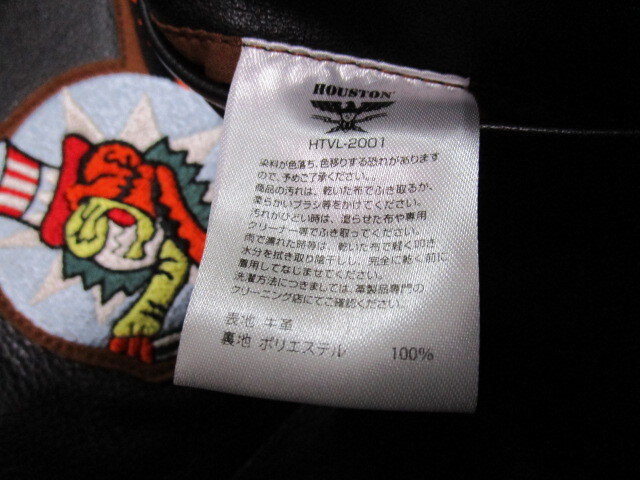 HOUSTON
HTVL-2001
染料が色落ち、色移りする恐れがあります
ので、予めご了承ください。
商品の汚れは、乾いた布でふき取るか、
柔らかいブラシ等をかけてください。
汚れがひどい時は、湿らせた布や専用
クリーナー等でふき取ってください。
雨で濡れた時等は、乾いた布で軽く叩き
水分を拭き取り陰干しし、完全に乾く前に
着用してなじませてください。
洗濯方法につきましては、革製品専門の
クリーニング店にてご確認ください。
表地 牛革
裏地 ポリエステル 100%